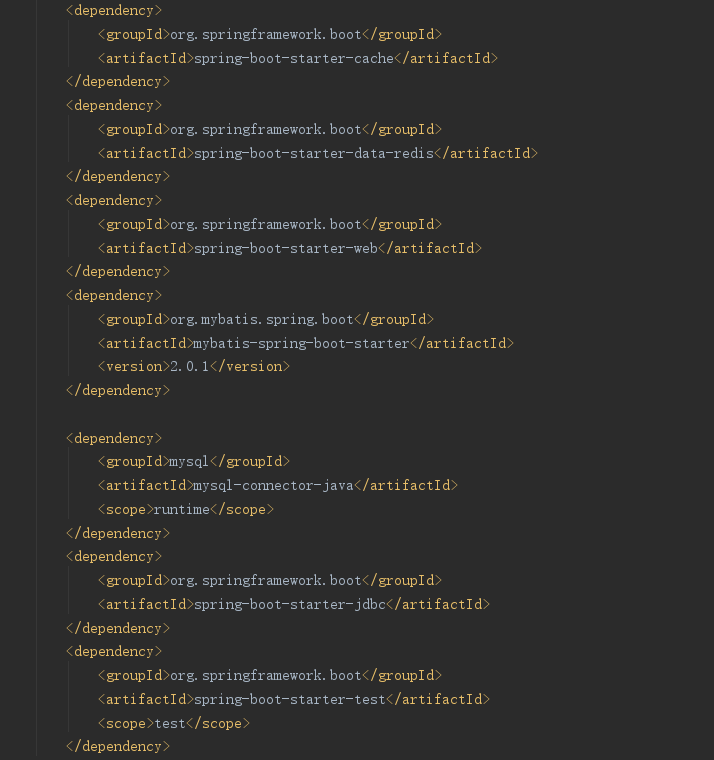 <dependency>
    <groupId>org.springframework.boot</groupId>
    <artifactId>spring-boot-starter-cache</artifactId>
</dependency>
<dependency>
    <groupId>org.springframework.boot</groupId>
    <artifactId>spring-boot-starter-data-redis</artifactId>
</dependency>
<dependency>
    <groupId>org.springframework.boot</groupId>
    <artifactId>spring-boot-starter-web</artifactId>
</dependency>
<dependency>
    <groupId>org.mybatis.spring.boot</groupId>
    <artifactId>mybatis-spring-boot-starter</artifactId>
    <version>2.0.1</version>
</dependency>

<dependency>
    <groupId>mysql</groupId>
    <artifactId>mysql-connector-java</artifactId>
    <scope>runtime</scope>
</dependency>
<dependency>
    <groupId>org.springframework.boot</groupId>
    <artifactId>spring-boot-starter-jdbc</artifactId>
</dependency>
<dependency>
    <groupId>org.springframework.boot</groupId>
    <artifactId>spring-boot-starter-test</artifactId>
    <scope>test</scope>
</dependency>